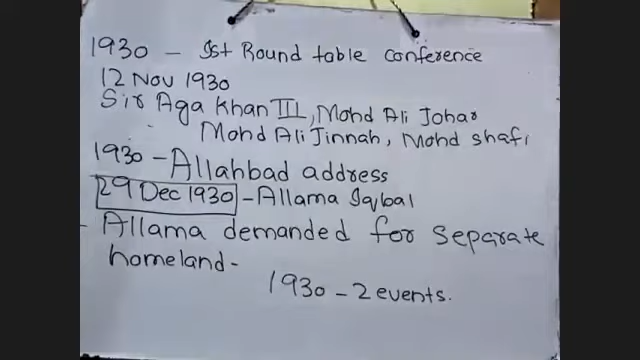 1930 - Ist Round table conference
12 Nov 1930
Sir Aga Khan III, Mohd Ali Johar
Mohd Ali Jinnah, Mohd Shafi
1930 - Allahbad address
29 Dec 1930 - Allama Iqbal
- Allama demanded for separate
homeland -
1930 - 2 events.